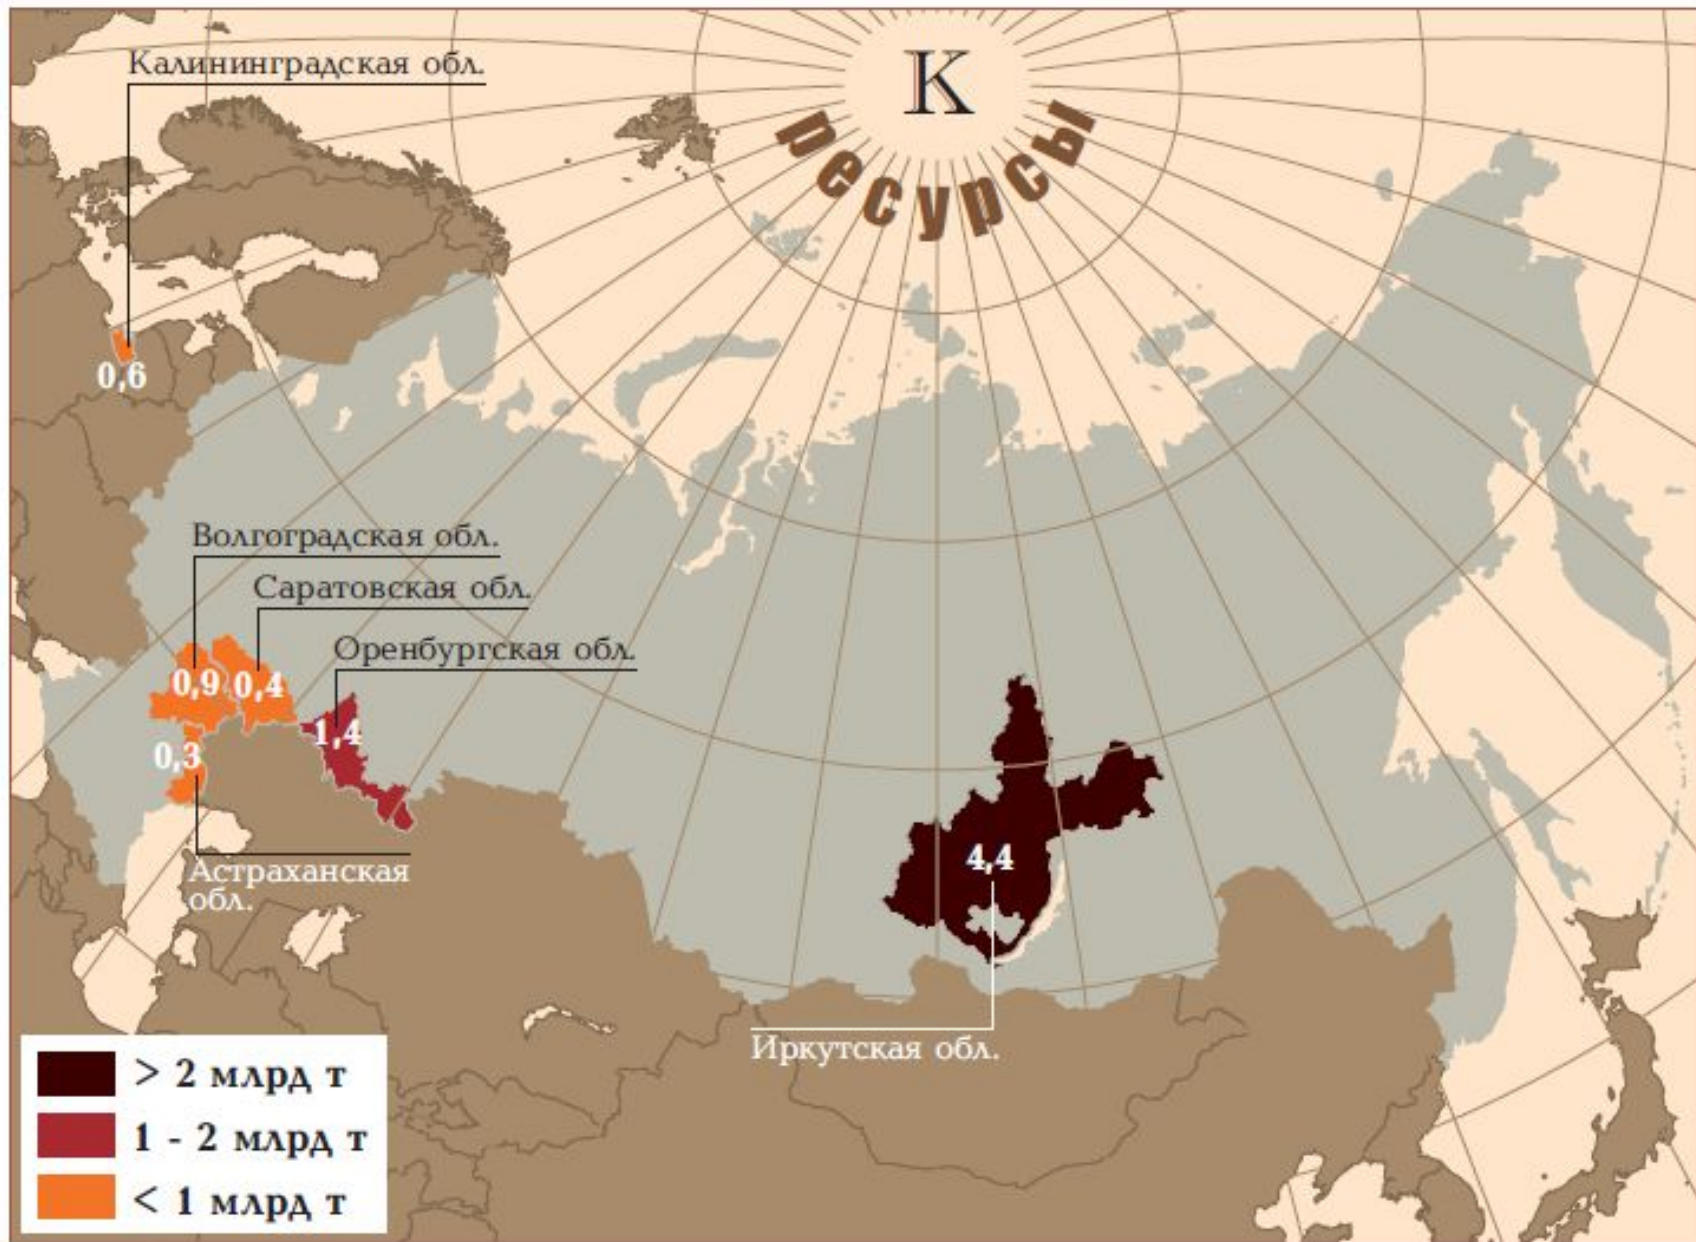 К
ресурсы
Калининградская обл.
0,6
Волгоградская обл.
Саратовская обл.
Оренбургская обл.
0,9
0,4
1,4
0,3
Астраханская
обл.
4,4
Иркутская обл.
> 2 млрд т
1 - 2 млрд т
< 1 млрд т